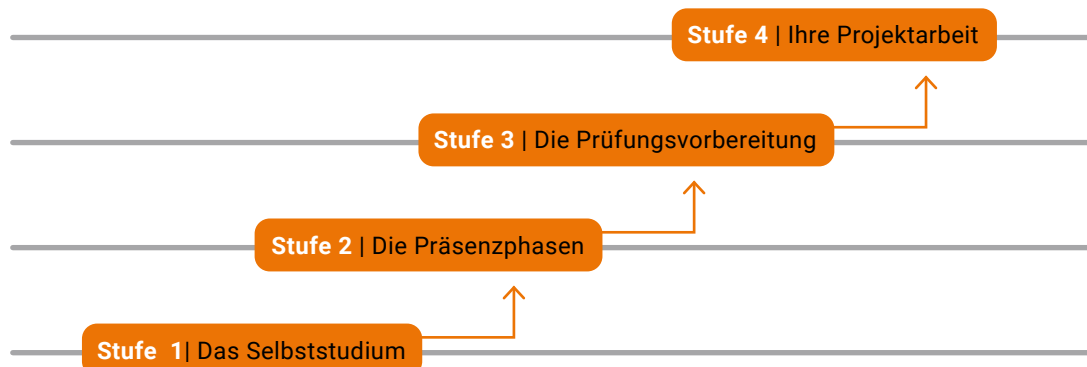 Stufe 4 | Ihre Projektarbeit
Stufe 3 | Die Prüfungsvorbereitung
Stufe 2 | Die Präsenzphasen
Stufe  1| Das Selbststudium